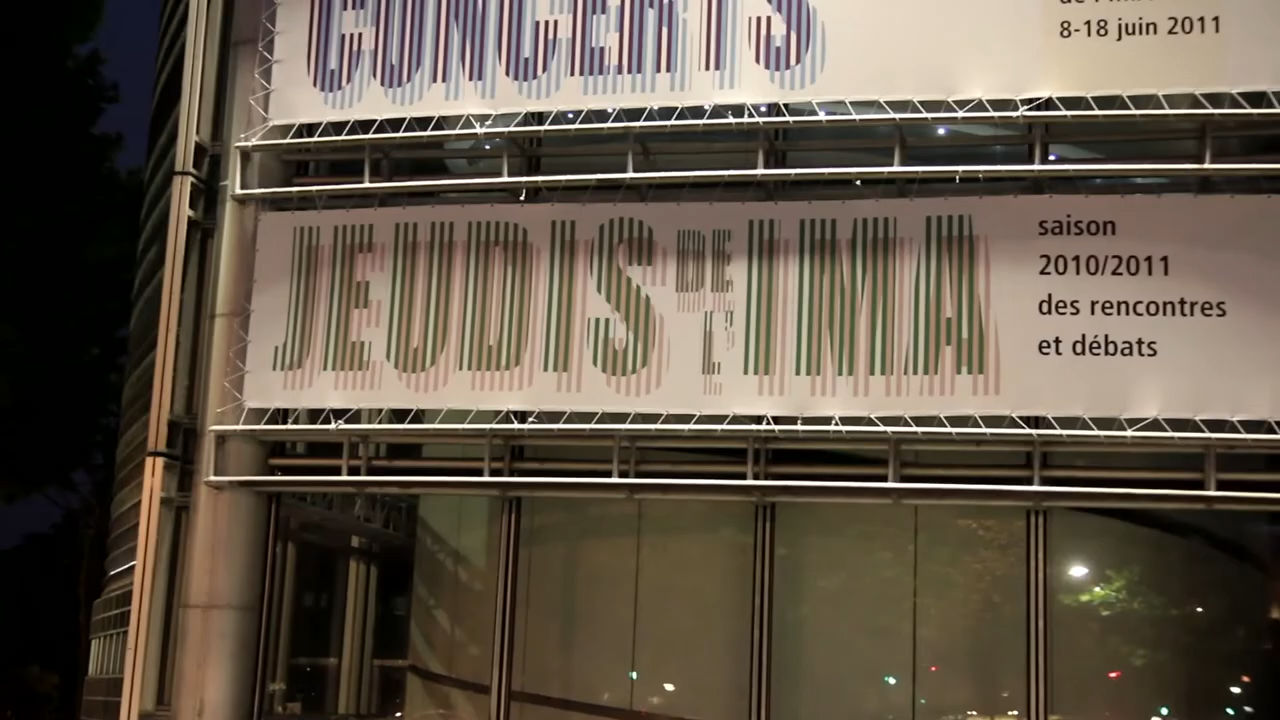 CONCERTS
8-18 juin 2011
JEUDIS DE L'IMA
saison
2010/2011
des rencontres
et débats